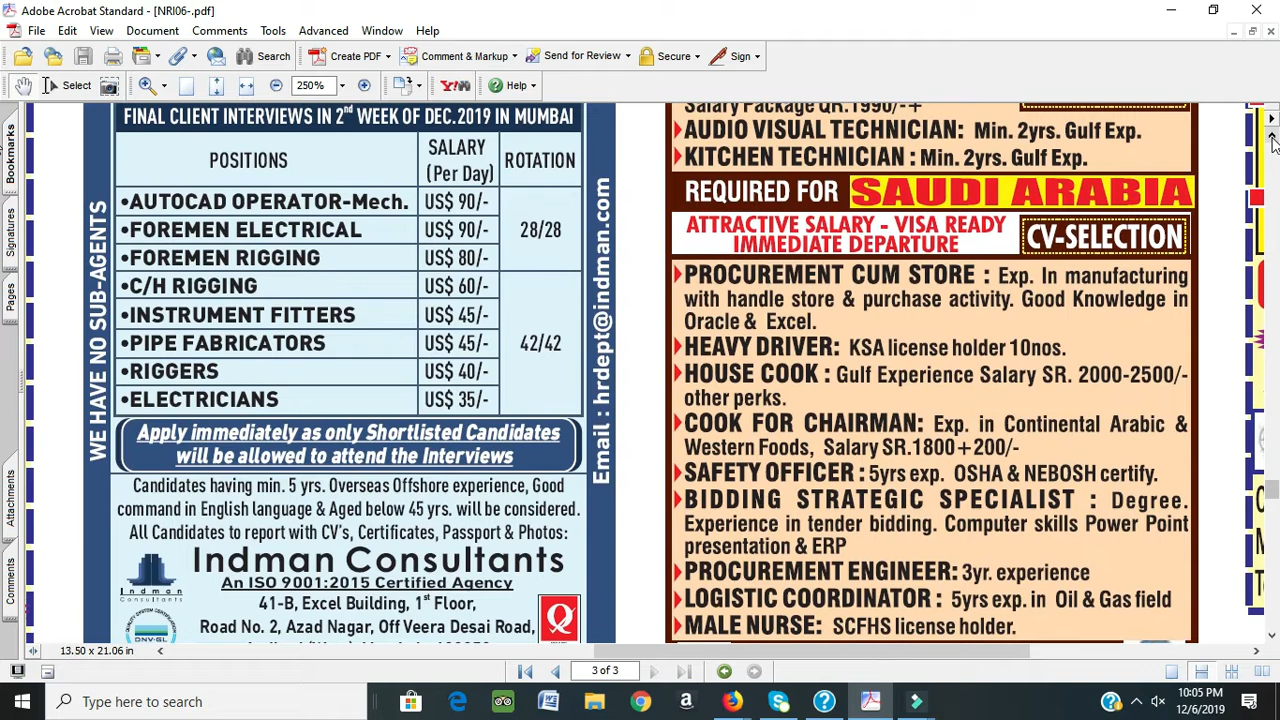 Adobe Acrobat Standard - [NRI06-.pdf]
File Edit View Document Comments Tools Advanced Window Help
Search Create PDF Comment & Markup Send for Review Secure Sign
Select 250% Y! Help
Bookmarks
Signatures
Pages
Attachments
Comments
WE HAVE NO SUB-AGENTS
FINAL CLIENT INTERVIEWS IN 2nd WEEK OF DEC.2019 IN MUMBAI
POSITIONS SALARY (Per Day) ROTATION
•AUTOCAD OPERATOR-Mech. US$ 90/-
•FOREMEN ELECTRICAL US$ 90/- 28/28
•FOREMEN RIGGING US$ 80/-
•C/H RIGGING US$ 60/-
•INSTRUMENT FITTERS US$ 45/-
•PIPE FABRICATORS US$ 45/- 42/42
•RIGGERS US$ 40/-
•ELECTRICIANS US$ 35/-
Apply immediately as only Shortlisted Candidates
will be allowed to attend the Interviews
Candidates having min. 5 yrs. Overseas Offshore experience, Good
command in English language & Aged below 45 yrs. will be considered.
All Candidates to report with CV's, Certificates, Passport & Photos:
Indman Consultants
An ISO 9001:2015 Certified Agency
41-B, Excel Building, 1st Floor,
Road No. 2, Azad Nagar, Off Veera Desai Road,
Indman
Consultants
DNV-GL
Q
Email : hrdept@indman.com
Salary Package QR.1990/-+
AUDIO VISUAL TECHNICIAN: Min. 2yrs. Gulf Exp.
KITCHEN TECHNICIAN : Min. 2yrs. Gulf Exp.
REQUIRED FOR SAUDI ARABIA
ATTRACTIVE SALARY - VISA READY
IMMEDIATE DEPARTURE
CV-SELECTION
PROCUREMENT CUM STORE : Exp. In manufacturing
with handle store & purchase activity. Good Knowledge in
Oracle & Excel.
HEAVY DRIVER: KSA license holder 10nos.
HOUSE COOK : Gulf Experience Salary SR. 2000-2500/-
other perks.
COOK FOR CHAIRMAN: Exp. in Continental Arabic &
Western Foods, Salary SR.1800+200/-
SAFETY OFFICER : 5yrs exp. OSHA & NEBOSH certify.
BIDDING STRATEGIC SPECIALIST : Degree.
Experience in tender bidding. Computer skills Power Point
presentation & ERP
PROCUREMENT ENGINEER: 3yr. experience
LOGISTIC COORDINATOR : 5yrs exp. in Oil & Gas field
MALE NURSE: SCFHS license holder.
13.50 x 21.06 in
3 of 3
Type here to search
10:05 PM
12/6/2019